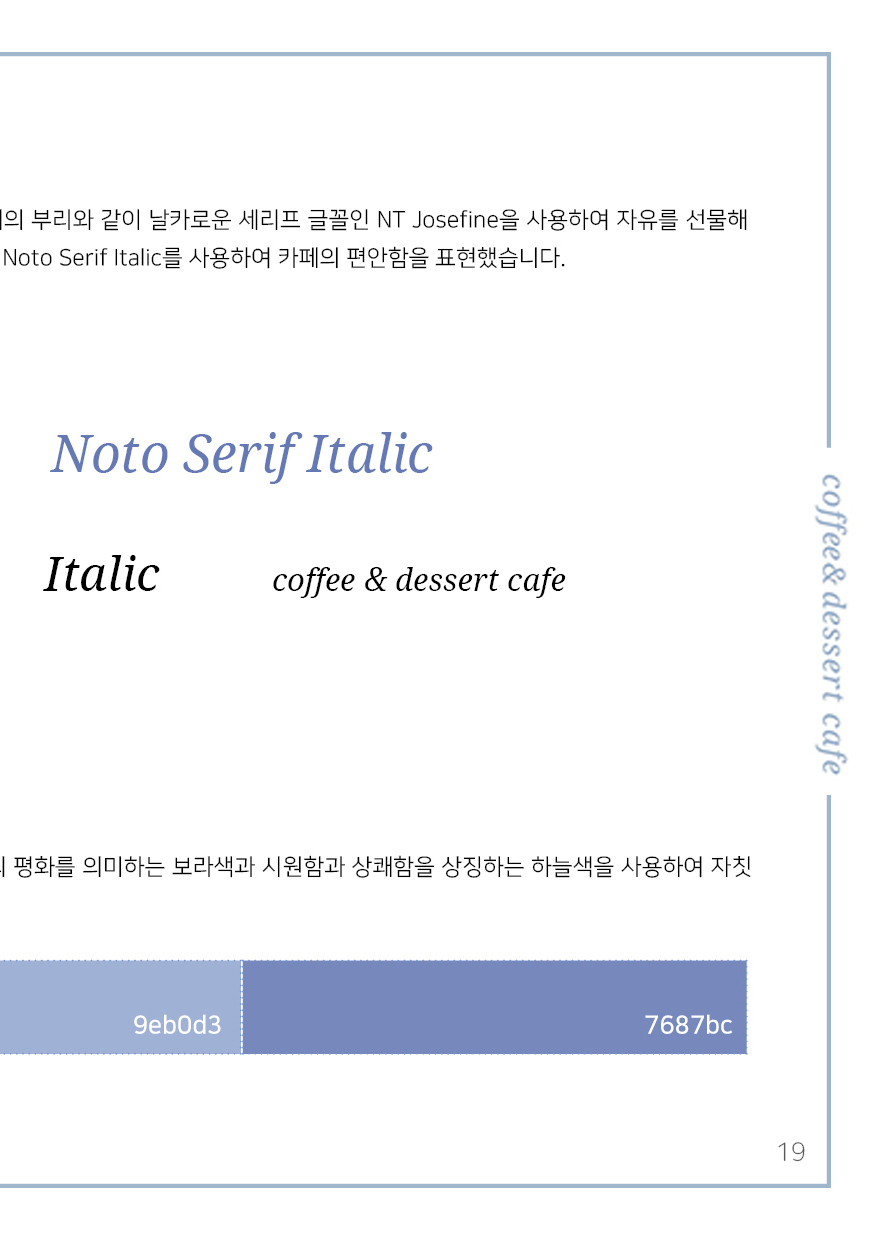 의 부리와 같이 날카로운 세리프 글꼴인 NT Josefine을 사용하여 자유를 선물해
Noto Serif Italic를 사용하여 카페의 편안함을 표현했습니다.
Noto Serif Italic
Italic
coffee & dessert cafe
coffee&dessert cafe
평화를 의미하는 보라색과 시원함과 상쾌함을 상징하는 하늘색을 사용하여 자칫
9eb0d3
7687bc
19